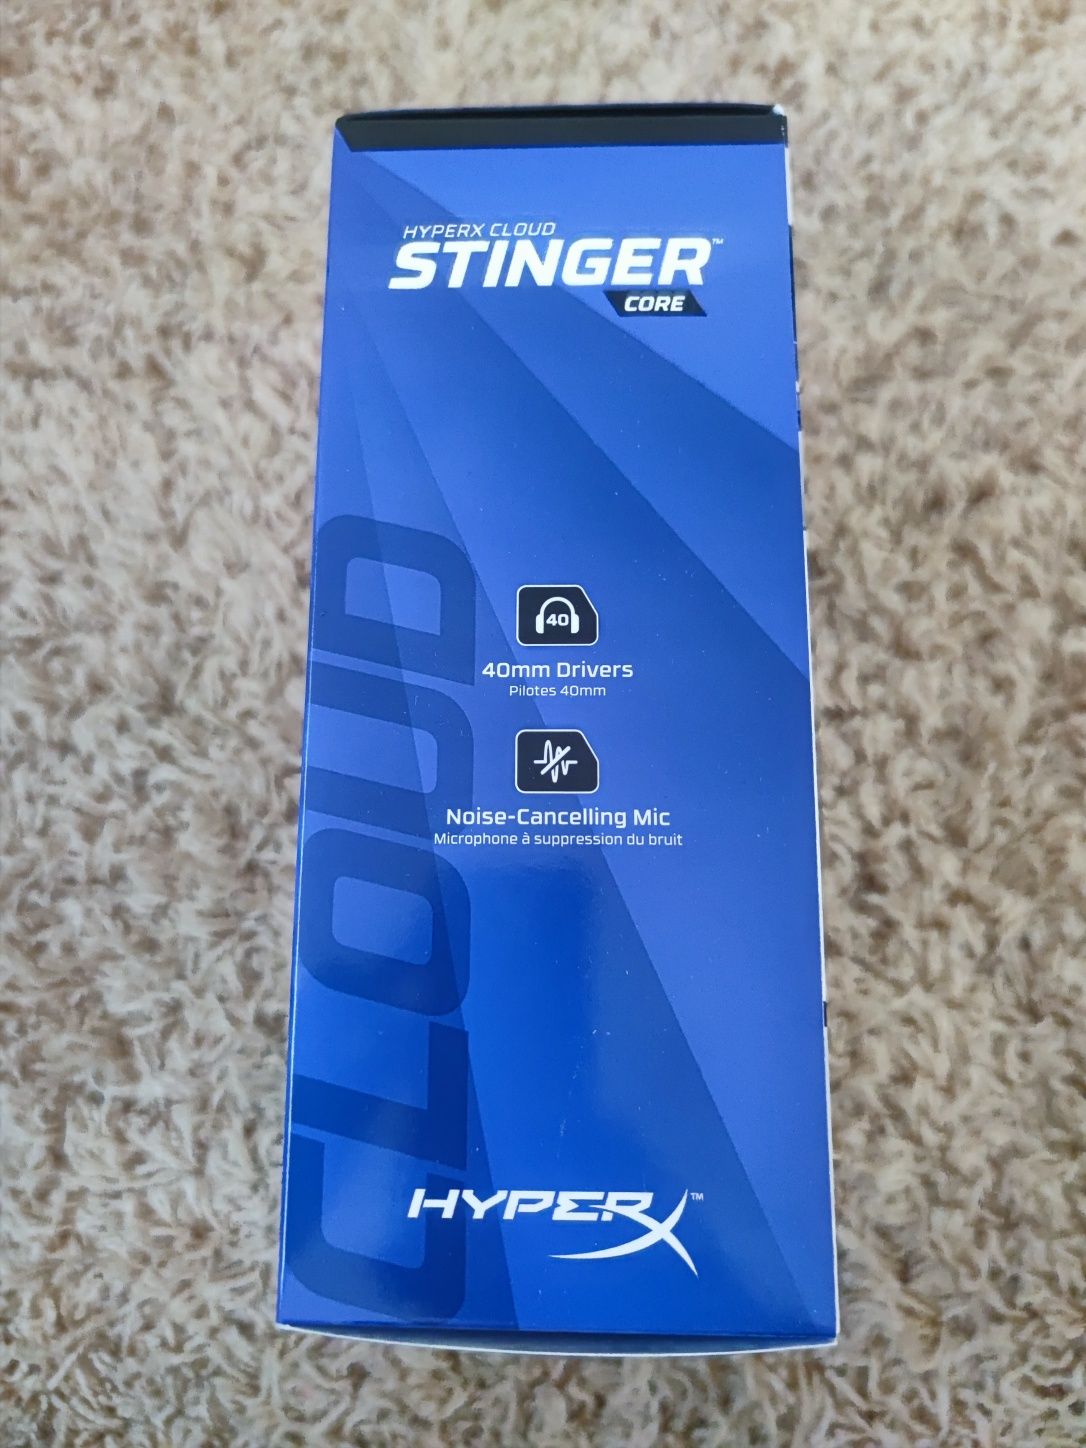 HYPERX CLOUD
STINGER™
CORE
CLOUD
40
40mm Drivers
Pilotes 40mm
Noise-Cancelling Mic
Microphone à suppression du bruit
HYPERX™